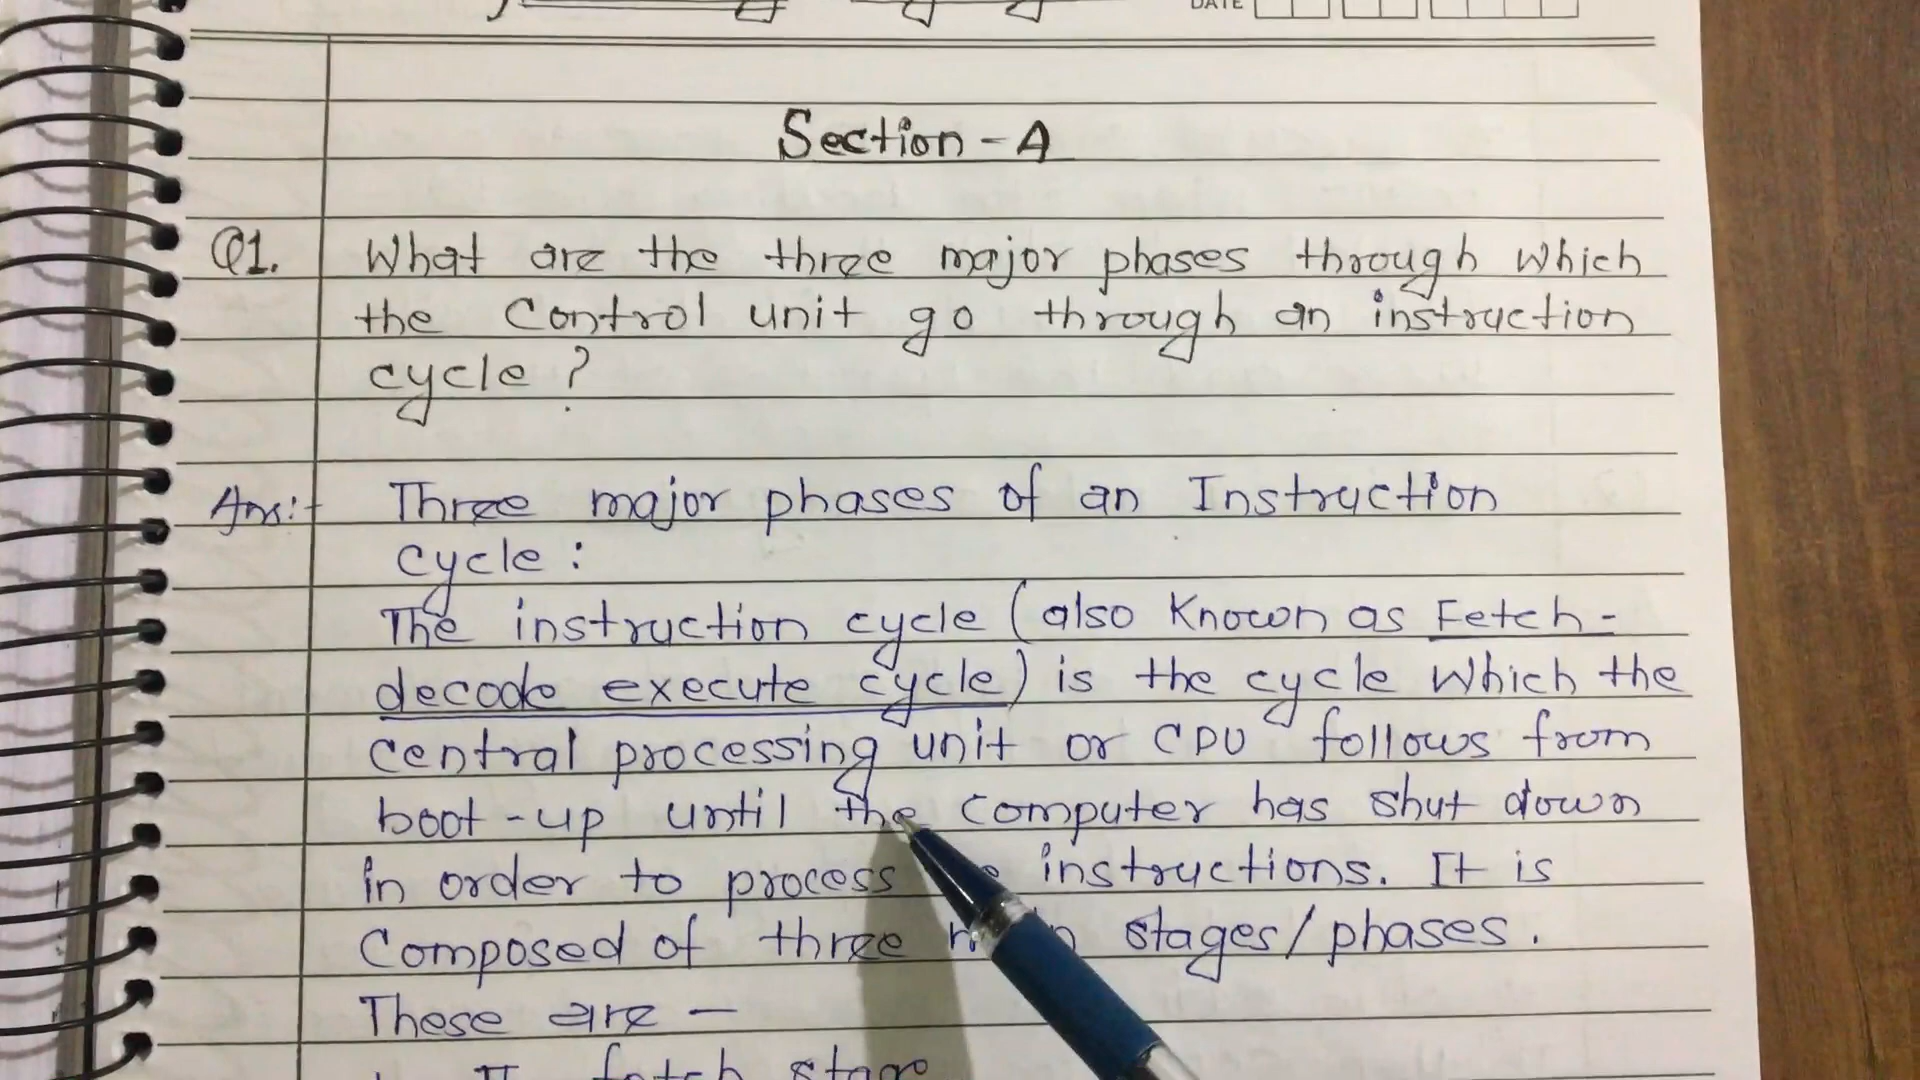 DATE
Section - A
Q1. What are the three major phases through which
the Control unit go through an instruction
cycle ?
Ans:- Three major phases of an Instruction
cycle :
The instruction cycle (also Known as Fetch-
decode execute cycle) is the cycle which the
central processing unit or CPU follows from
boot-up until the computer has shut down
in order to process instructions. It is
Composed of three stages/phases.
These are -
fetch stage